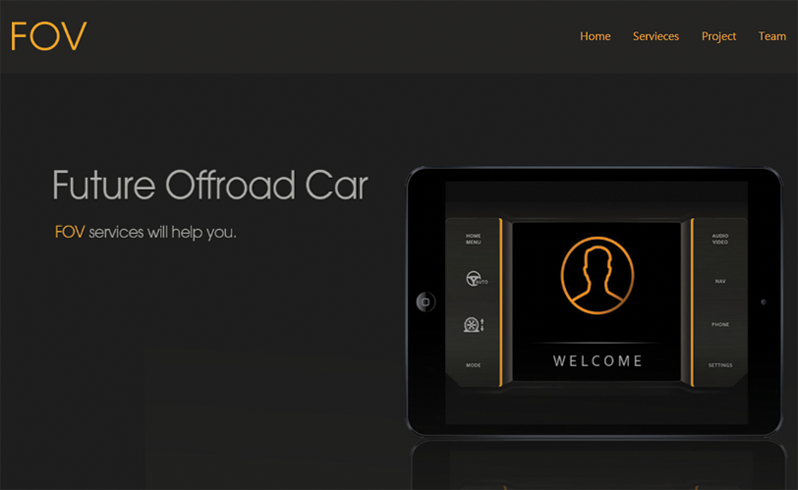 FOV
Home Servieces Project Team
Future Offroad Car
FOV services will help you.
HOME
MENU
AUTO
MODE
WELCOME
AUDIO
VIDEO
NAV
PHONE
SETTINGS